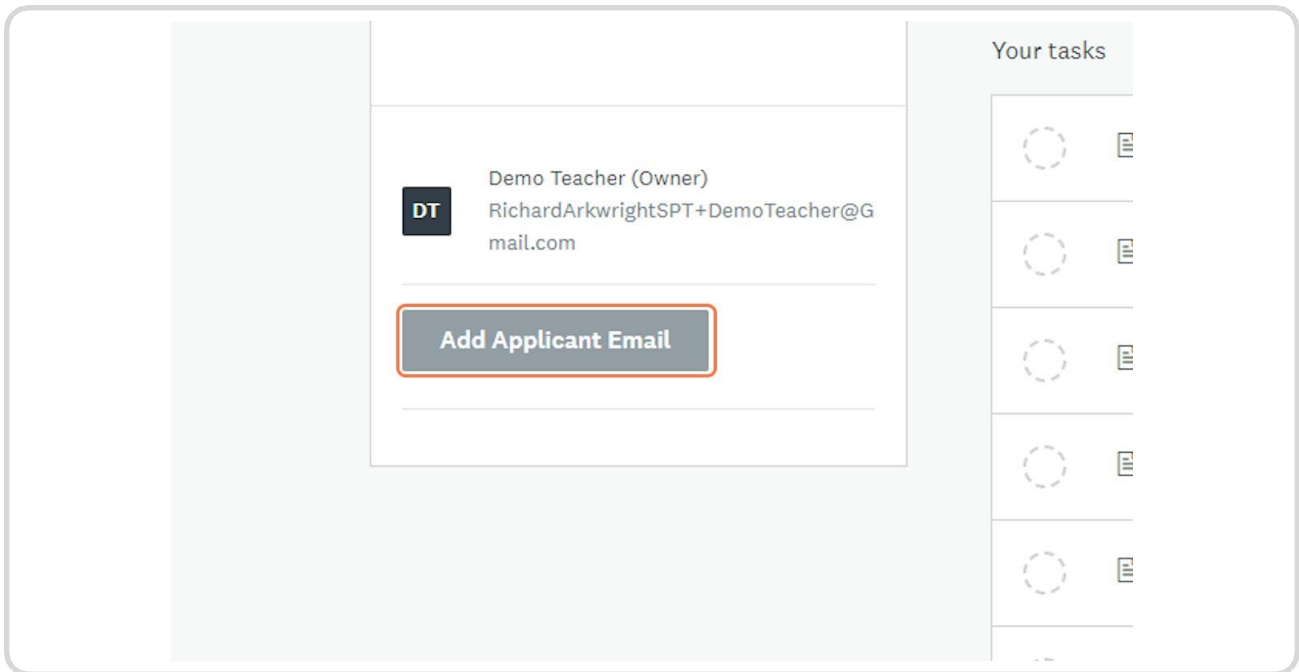 Your tasks
Demo Teacher (Owner)
DT
RichardArkwrightSPT+DemoTeacher@G
mail.com
Add Applicant Email